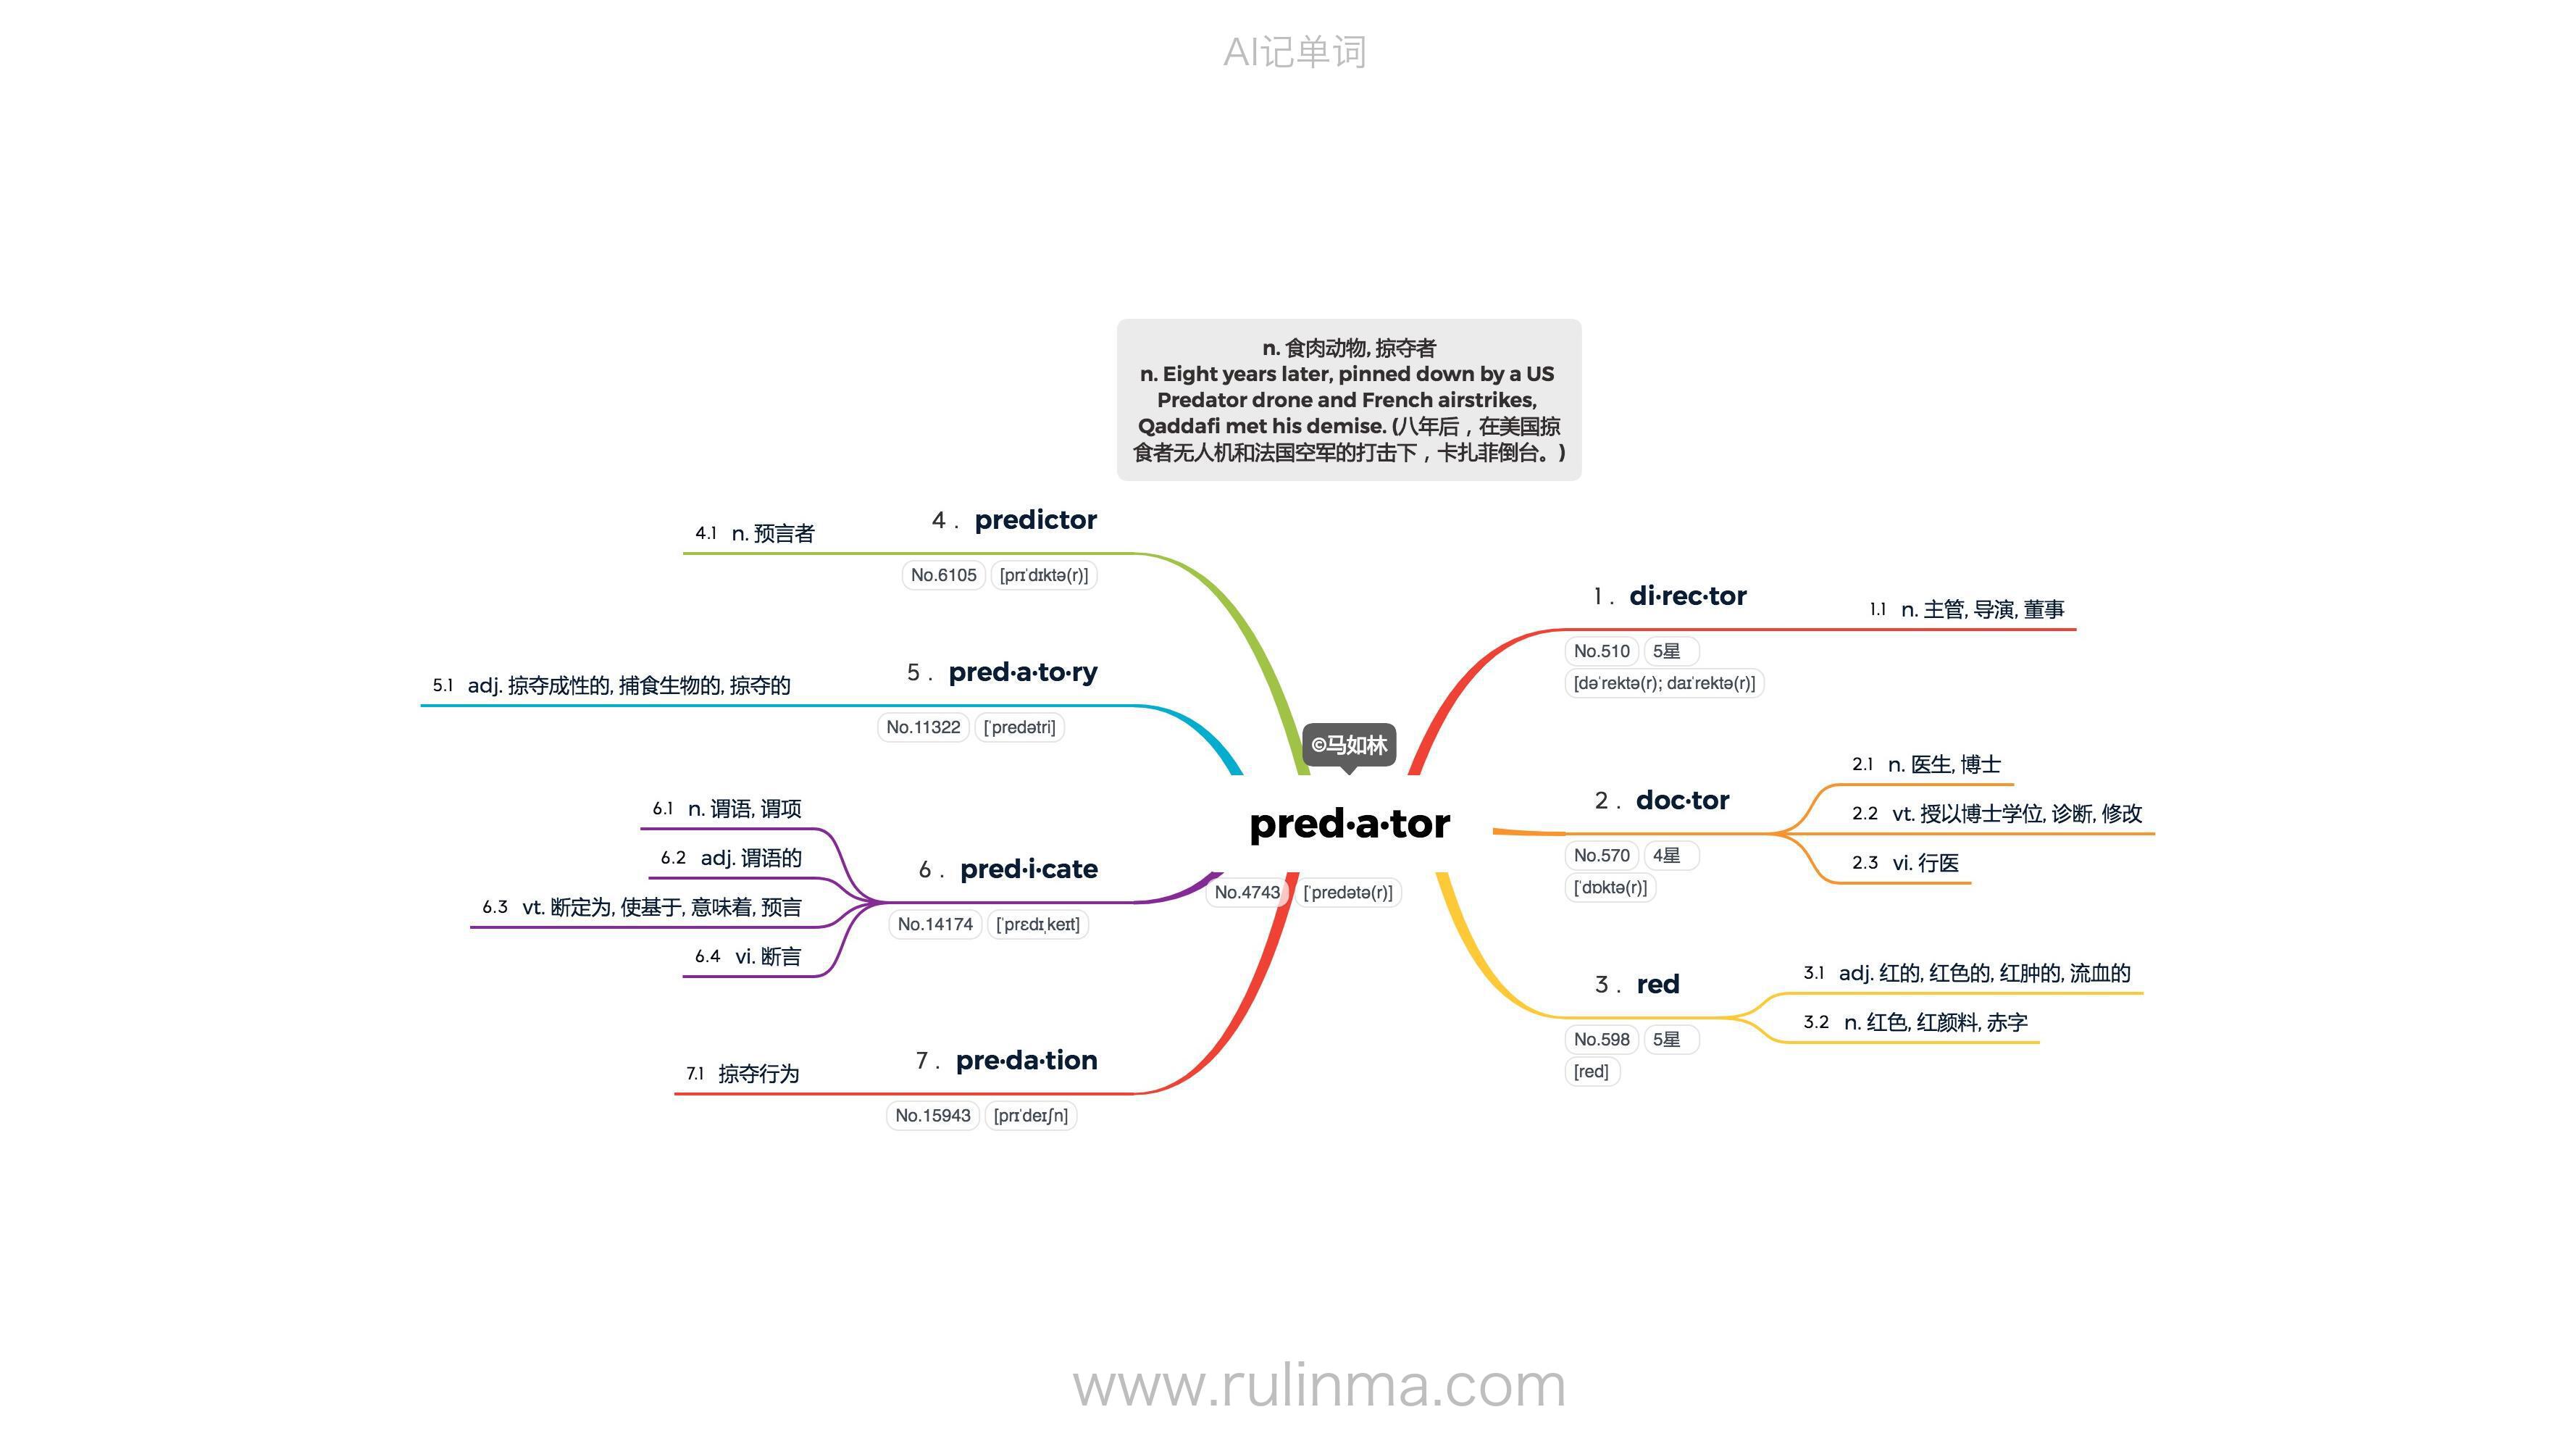 AI记单词
n. 食肉动物, 掠夺者
n. Eight years later, pinned down by a US
Predator drone and French airstrikes,
Qaddafi met his demise. (八年后，在美国掠
食者无人机和法国空军的打击下，卡扎菲倒台。)
©马如林
pred·a·tor
No.4743 [ˈpredətə(r)]
1. di·rec·tor
No.510 5星
[dəˈrektə(r); daɪˈrektə(r)]
1.1 n. 主管, 导演, 董事
2. doc·tor
No.570 4星
[ˈdɒktə(r)]
2.1 n. 医生, 博士
2.2 vt. 授以博士学位, 诊断, 修改
2.3 vi. 行医
3. red
No.598 5星
[red]
3.1 adj. 红的, 红色的, 红肿的, 流血的
3.2 n. 红色, 红颜料, 赤字
4. predictor
No.6105 [prɪˈdɪktə(r)]
4.1 n. 预言者
5. pred·a·to·ry
No.11322 [ˈpredətri]
5.1 adj. 掠夺成性的, 捕食生物的, 掠夺的
6. pred·i·cate
No.14174 [ˈprɛdɪˌkeɪt]
6.1 n. 谓语, 谓项
6.2 adj. 谓语的
6.3 vt. 断定为, 使基于, 意味着, 预言
6.4 vi. 断言
7. pre·da·tion
No.15943 [prɪˈdeɪʃn]
7.1 掠夺行为
www.rulinma.com